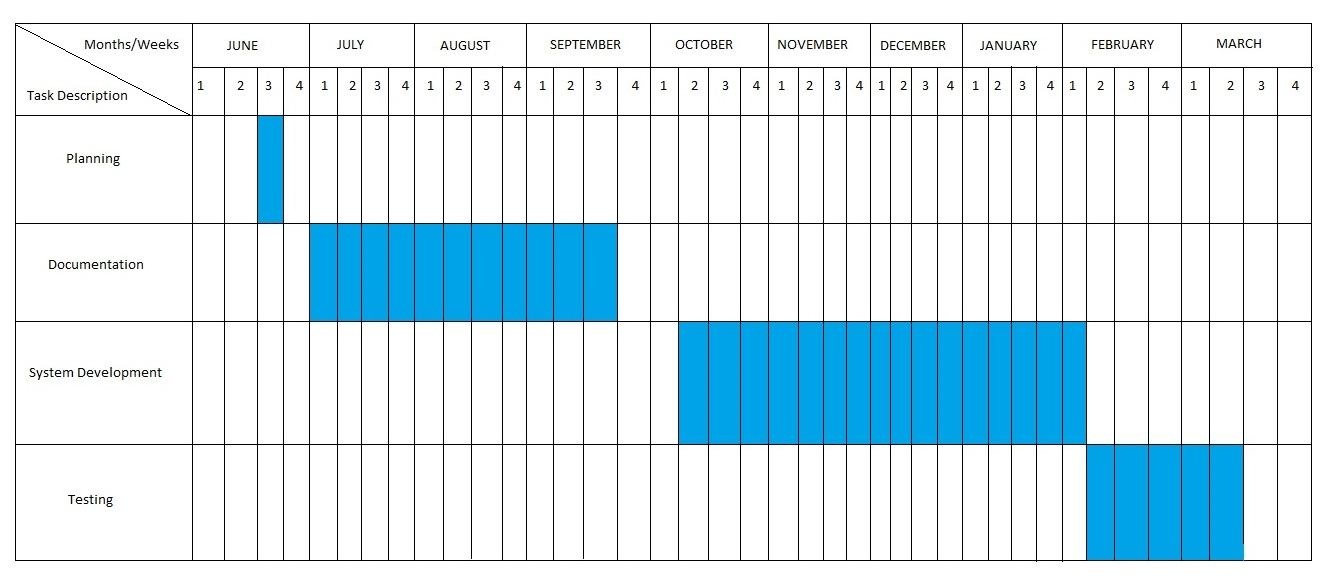 Months/Weeks JUNE JULY AUGUST SEPTEMBER OCTOBER NOVEMBER DECEMBER JANUARY FEBRUARY MARCH
Task Description 1 2 3 4 1 2 3 4 1 2 3 4 1 2 3 4 1 2 3 4 1 2 3 4 1 2 3 4 1 2 3 4 1 2 3 4 1 2 3 4
Planning
Documentation
System Development
Testing